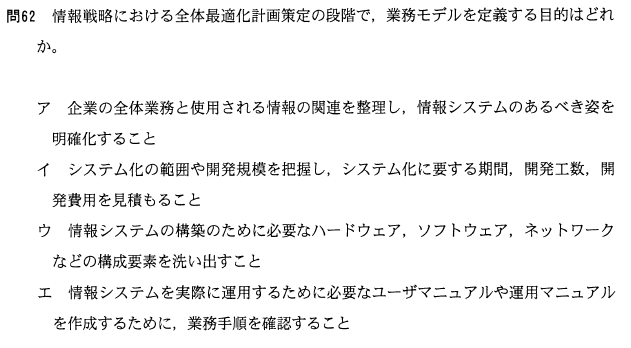 問62 情報戦略における全体最適化計画策定の段階で，業務モデルを定義する目的はどれ
か。
ア 企業の全体業務と使用される情報の関連を整理し，情報システムのあるべき姿を
明確化すること
イ システム化の範囲や開発規模を把握し，システム化に要する期間，開発工数，開
発費用を見積もること
ウ 情報システムの構築のために必要なハードウェア，ソフトウェア，ネットワーク
などの構成要素を洗い出すこと
エ 情報システムを実際に運用するために必要なユーザマニュアルや運用マニュアル
を作成するために，業務手順を確認すること